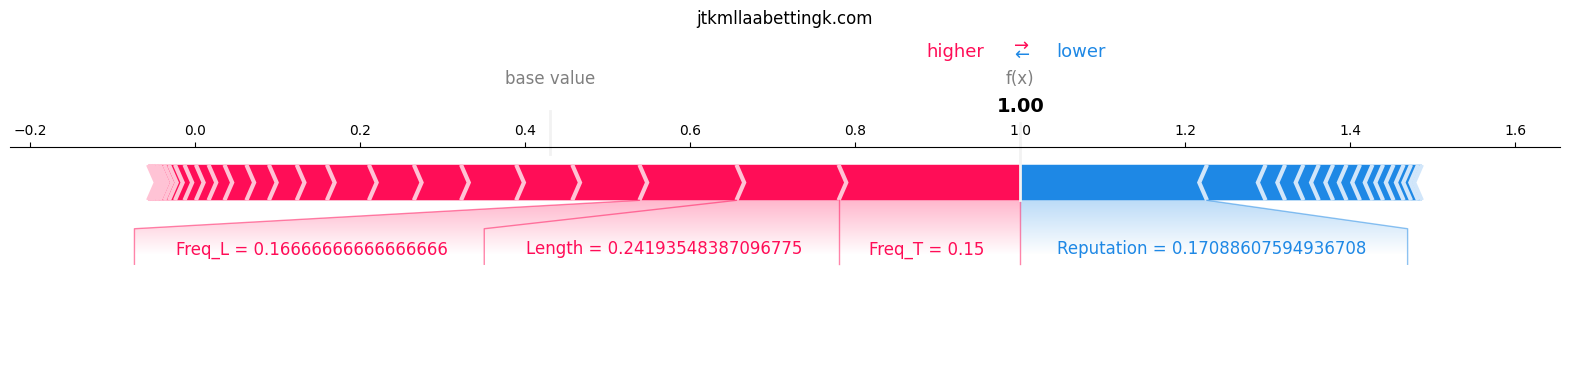 jtkmllaabettingk.com
higher ⇄ lower
base value f(x)
1.00
−0.2 0.0 0.2 0.4 0.6 0.8 1.0 1.2 1.4 1.6
Freq_L = 0.16666666666666666 Length = 0.24193548387096775 Freq_T = 0.15 Reputation = 0.17088607594936708